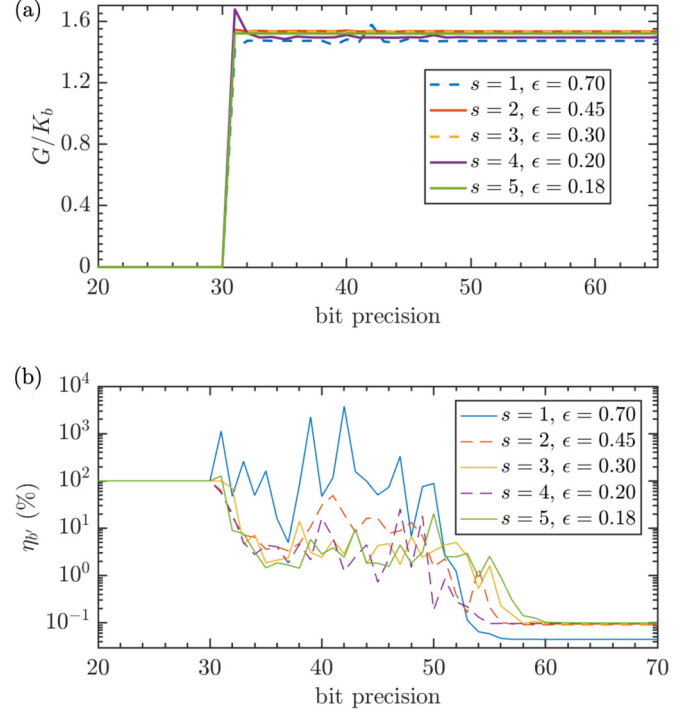 (a)
1.6
1.2
0.8
0.4
0
G/K_b
s = 1, ϵ = 0.70
s = 2, ϵ = 0.45
s = 3, ϵ = 0.30
s = 4, ϵ = 0.20
s = 5, ϵ = 0.18
20 30 40 50 60
bit precision
(b)
10^4
10^3
10^2
10^1
10^0
10^-1
η_b' (%)
s = 1, ϵ = 0.70
s = 2, ϵ = 0.45
s = 3, ϵ = 0.30
s = 4, ϵ = 0.20
s = 5, ϵ = 0.18
20 30 40 50 60 70
bit precision